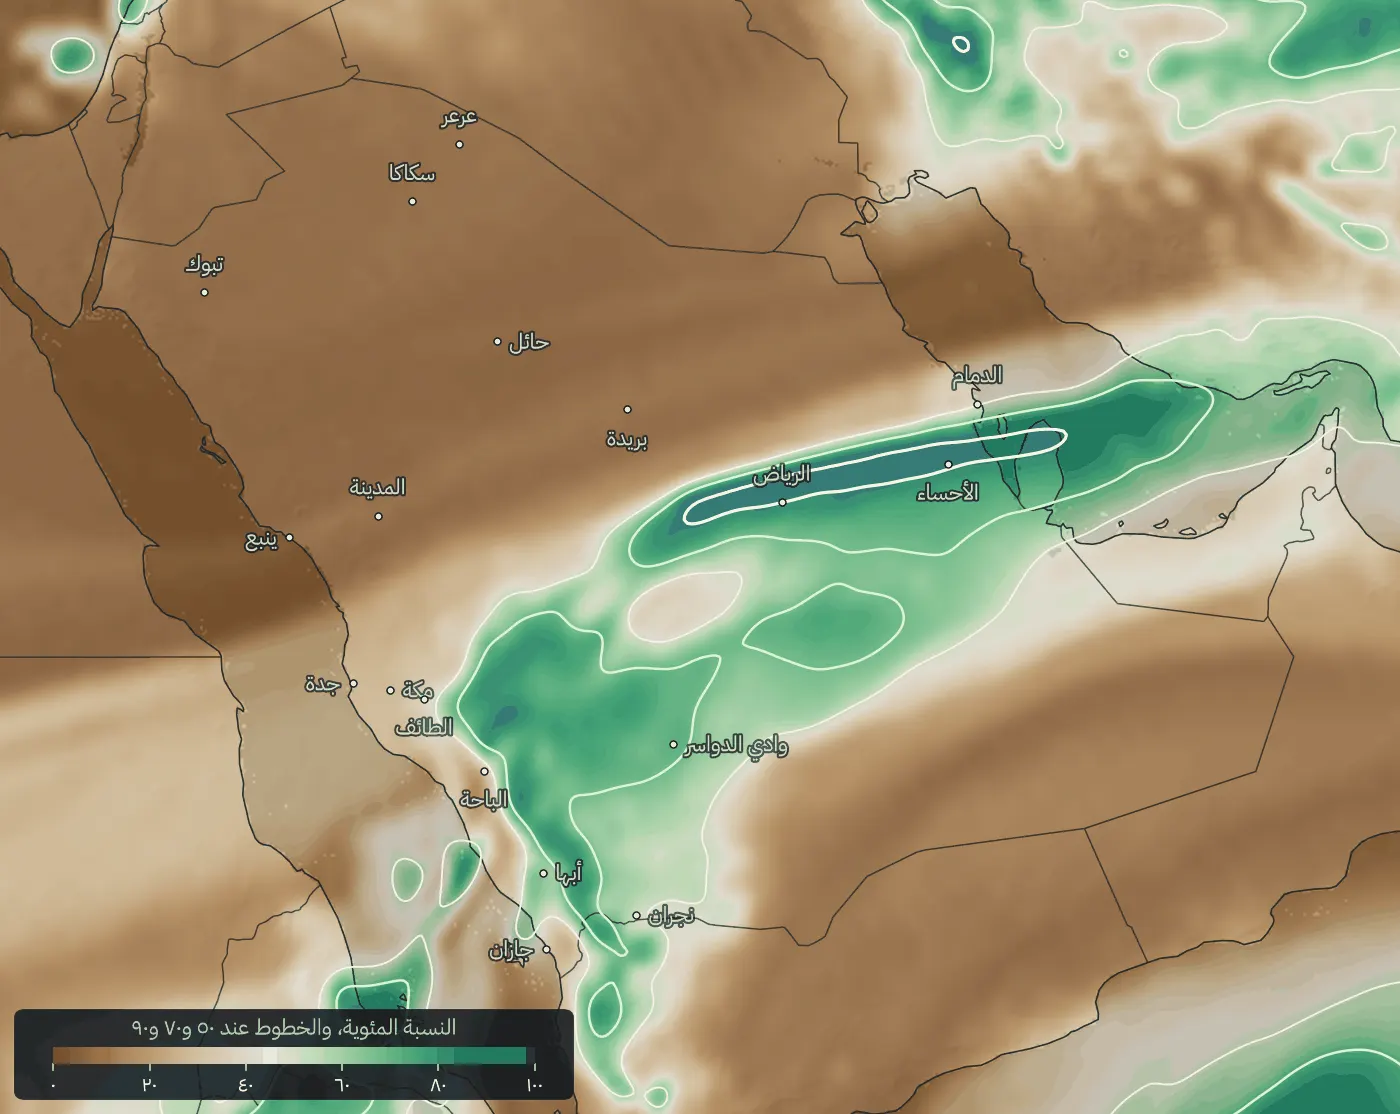 عرعر
سكاكا
تبوك
حائل
الدمام
بريدة
الرياض
الأحساء
المدينة
ينبع
جدة
مكة
الطائف
وادي الدواسر
الباحة
أبها
نجران
جازان
النسبة المئوية، والخطوط عند ٥٠ و٧٠ و٩٠
٠ ٢٠ ٤٠ ٦٠ ٨٠ ١٠٠